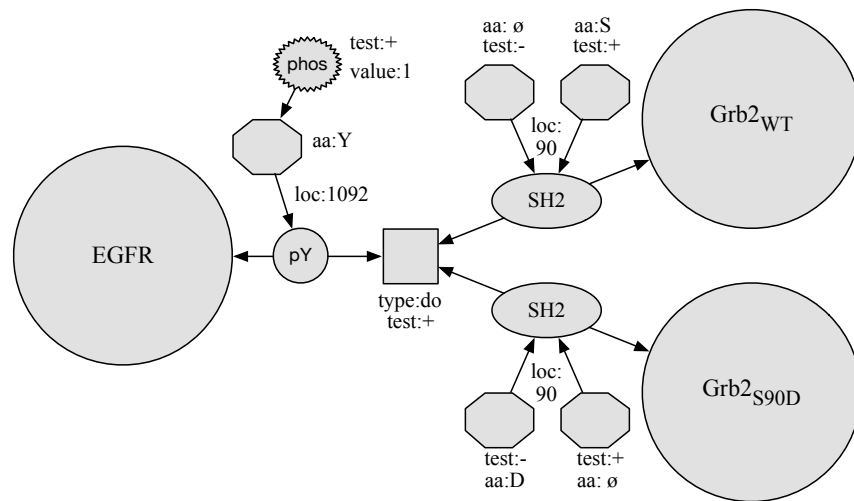 test:+
phos
value:1
aa:Y
loc:1092
EGFR
pY
type:do
test:+
aa: ø
test:-
aa:S
test:+
loc:
90
SH2
Grb2WT
SH2
loc:
90
test:-
aa:D
test:+
aa: ø
Grb2S90D